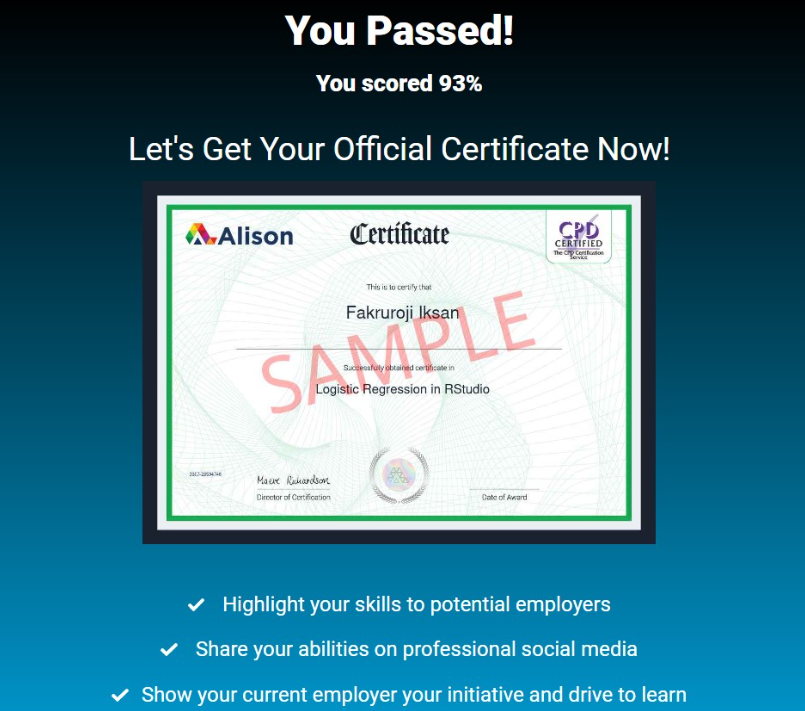 You Passed!
You scored 93%
Let's Get Your Official Certificate Now!
Alison
Certificate
CPD
CERTIFIED
The CPD Certification
Service
This is to certify that
Fakruroji Iksan
SAMPLE
Successfully obtained certificate in
Logistic Regression in RStudio
Maeve Richardson
Director of Certification
Date of Award
Highlight your skills to potential employers
Share your abilities on professional social media
Show your current employer your initiative and drive to learn